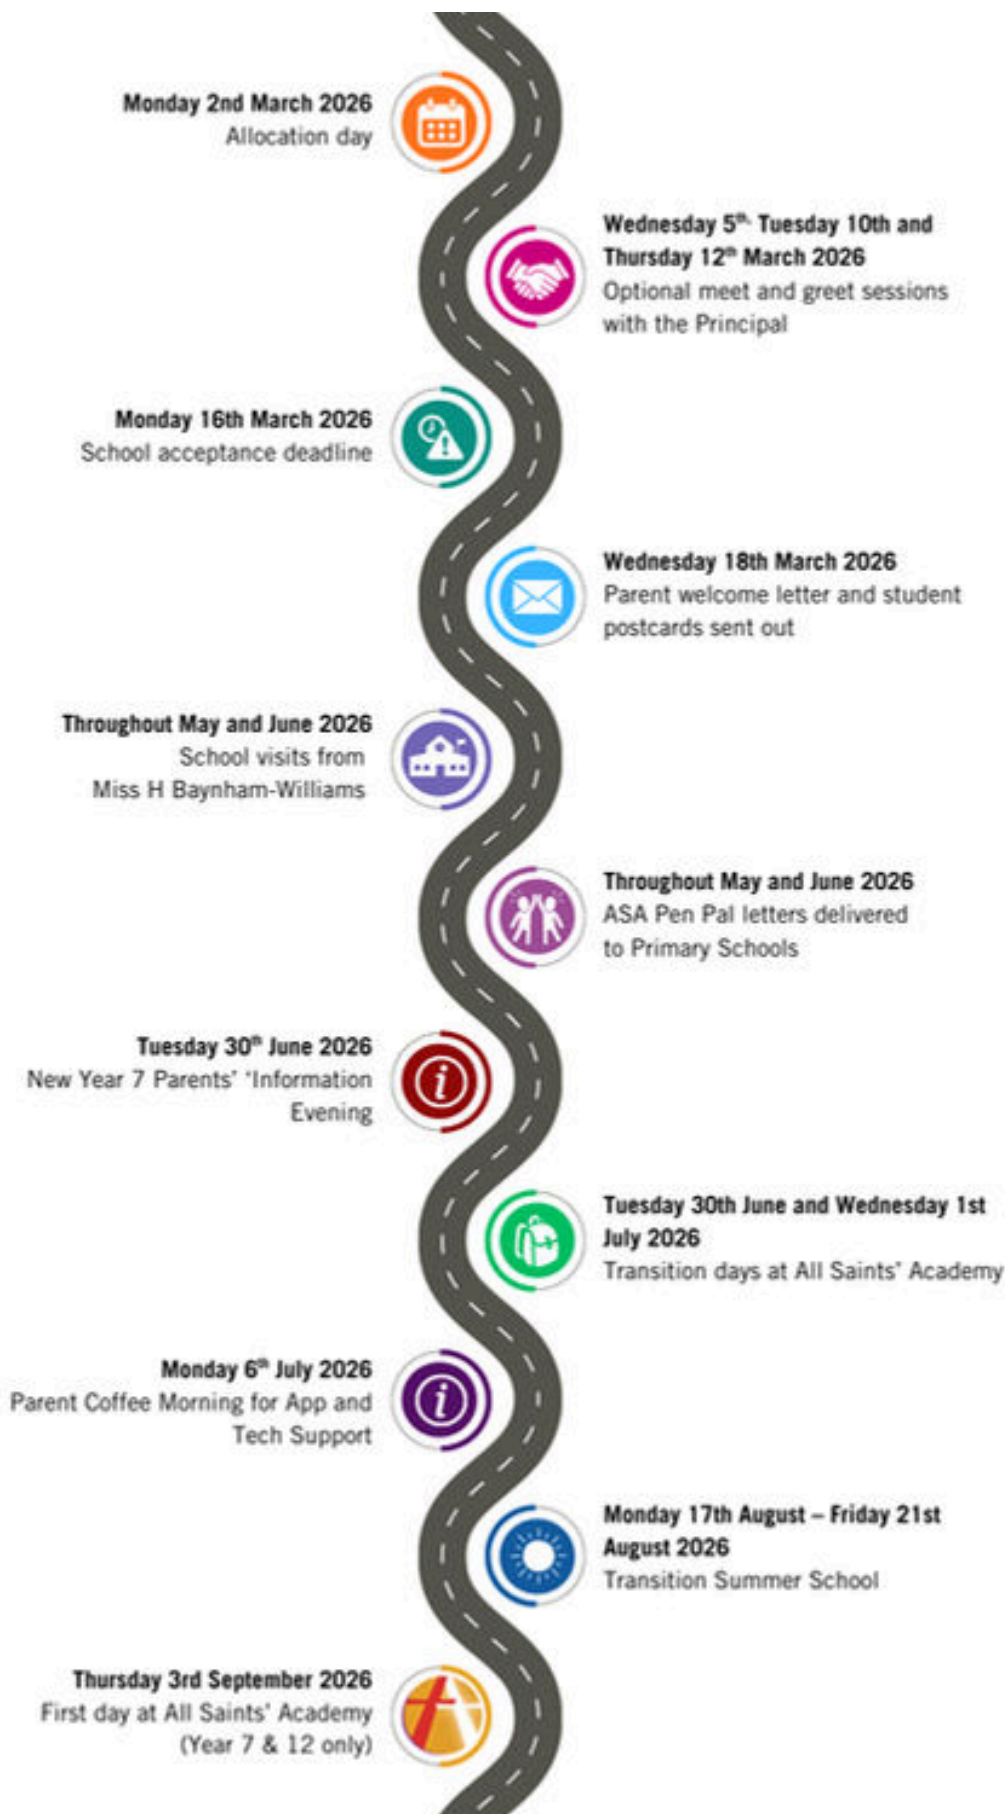 Monday 2nd March 2026
Allocation day
Wednesday 5th, Tuesday 10th and
Thursday 12th March 2026
Optional meet and greet sessions
with the Principal
Monday 16th March 2026
School acceptance deadline
Wednesday 18th March 2026
Parent welcome letter and student
postcards sent out
Throughout May and June 2026
School visits from
Miss H Baynham-Williams
Throughout May and June 2026
ASA Pen Pal letters delivered
to Primary Schools
Tuesday 30th June 2026
New Year 7 Parents' 'Information
Evening
Tuesday 30th June and Wednesday 1st
July 2026
Transition days at All Saints' Academy
Monday 6th July 2026
Parent Coffee Morning for App and
Tech Support
Monday 17th August – Friday 21st
August 2026
Transition Summer School
Thursday 3rd September 2026
First day at All Saints' Academy
(Year 7 & 12 only)